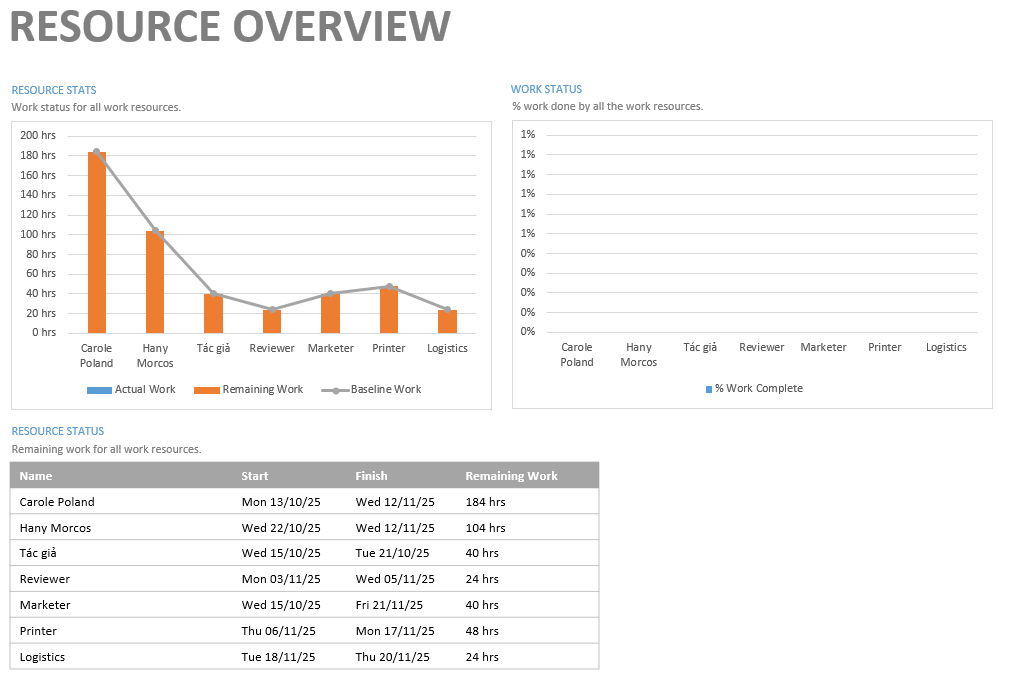 RESOURCE OVERVIEW
RESOURCE STATS
Work status for all work resources.
200 hrs
180 hrs
160 hrs
140 hrs
120 hrs
100 hrs
80 hrs
60 hrs
40 hrs
20 hrs
0 hrs
Carole Poland
Hany Morcos
Tác giả
Reviewer
Marketer
Printer
Logistics
Actual Work Remaining Work Baseline Work
WORK STATUS
% work done by all the work resources.
1%
1%
1%
1%
1%
1%
0%
0%
0%
0%
0%
Carole Poland
Hany Morcos
Tác giả
Reviewer
Marketer
Printer
Logistics
% Work Complete
RESOURCE STATUS
Remaining work for all work resources.
Name Start Finish Remaining Work
Carole Poland Mon 13/10/25 Wed 12/11/25 184 hrs
Hany Morcos Wed 22/10/25 Wed 12/11/25 104 hrs
Tác giả Wed 15/10/25 Tue 21/10/25 40 hrs
Reviewer Mon 03/11/25 Wed 05/11/25 24 hrs
Marketer Wed 15/10/25 Fri 21/11/25 40 hrs
Printer Thu 06/11/25 Mon 17/11/25 48 hrs
Logistics Tue 18/11/25 Thu 20/11/25 24 hrs